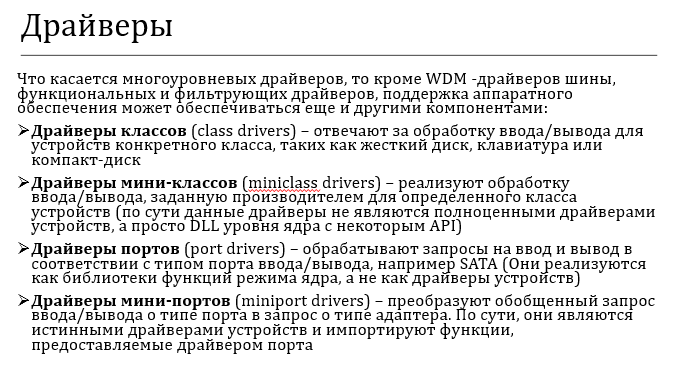 Драйверы
Что касается многоуровневых драйверов, то кроме WDM -драйверов шины,
функциональных и фильтрующих драйверов, поддержка аппаратного
обеспечения может обеспечиваться еще и другими компонентами:
➢Драйверы классов (class drivers) – отвечают за обработку ввода/вывода для
устройств конкретного класса, таких как жесткий диск, клавиатура или
компакт-диск
➢Драйверы мини-классов (miniclass drivers) – реализуют обработку
ввода/вывода, заданную производителем для определенного класса
устройств (по сути данные драйверы не являются полноценными драйверами
устройств, а просто DLL уровня ядра с некоторым API)
➢Драйверы портов (port drivers) – обрабатывают запросы на ввод и вывод в
соответствии с типом порта ввода/вывода, например SATA (Они реализуются
как библиотеки функций режима ядра, а не как драйверы устройств)
➢Драйверы мини-портов (miniport drivers) – преобразуют обобщенный запрос
ввода/вывода о типе порта в запрос о типе адаптера. По сути, они являются
истинными драйверами устройств и импортируют функции,
предоставляемые драйвером порта